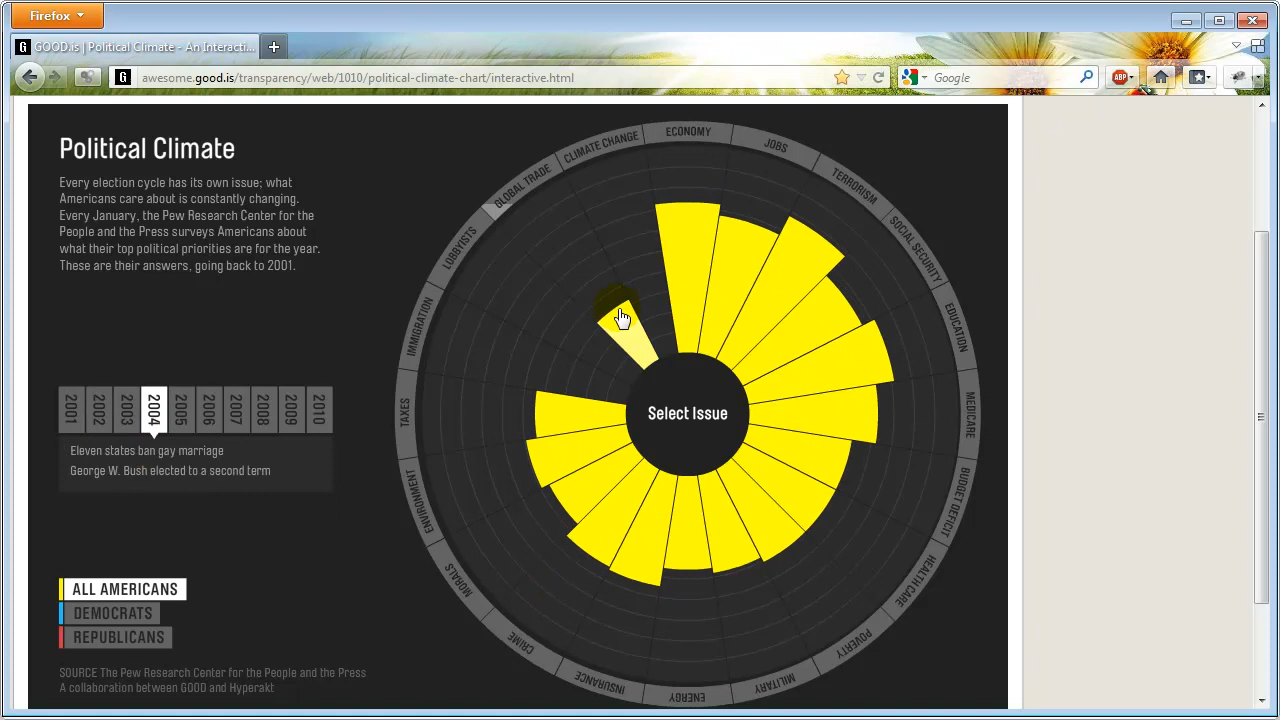 Firefox
GOOD.is | Political Climate - An Interacti...
awesome.good.is/transparency/web/1010/political-climate-chart/interactive.html
Google
ABP
Political Climate
Every election cycle has its own issue; what
Americans care about is constantly changing.
Every January, the Pew Research Center for the
People and the Press surveys Americans about
what their top political priorities are for the year.
These are their answers, going back to 2001.
2001
2002
2003
2004
2005
2006
2007
2008
2009
2010
Eleven states ban gay marriage
George W. Bush elected to a second term
ALL AMERICANS
DEMOCRATS
REPUBLICANS
SOURCE The Pew Research Center for the People and the Press
A collaboration between GOOD and Hyperakt
ECONOMY
JOBS
TERRORISM
SOCIAL SECURITY
EDUCATION
MEDICARE
BUDGET DEFICIT
HEALTH CARE
POVERTY
MILITARY
ENERGY
INSURANCE
CRIME
MORALS
ENVIRONMENT
TAXES
IMMIGRATION
LOBBYISTS
GLOBAL TRADE
CLIMATE CHANGE
Select Issue